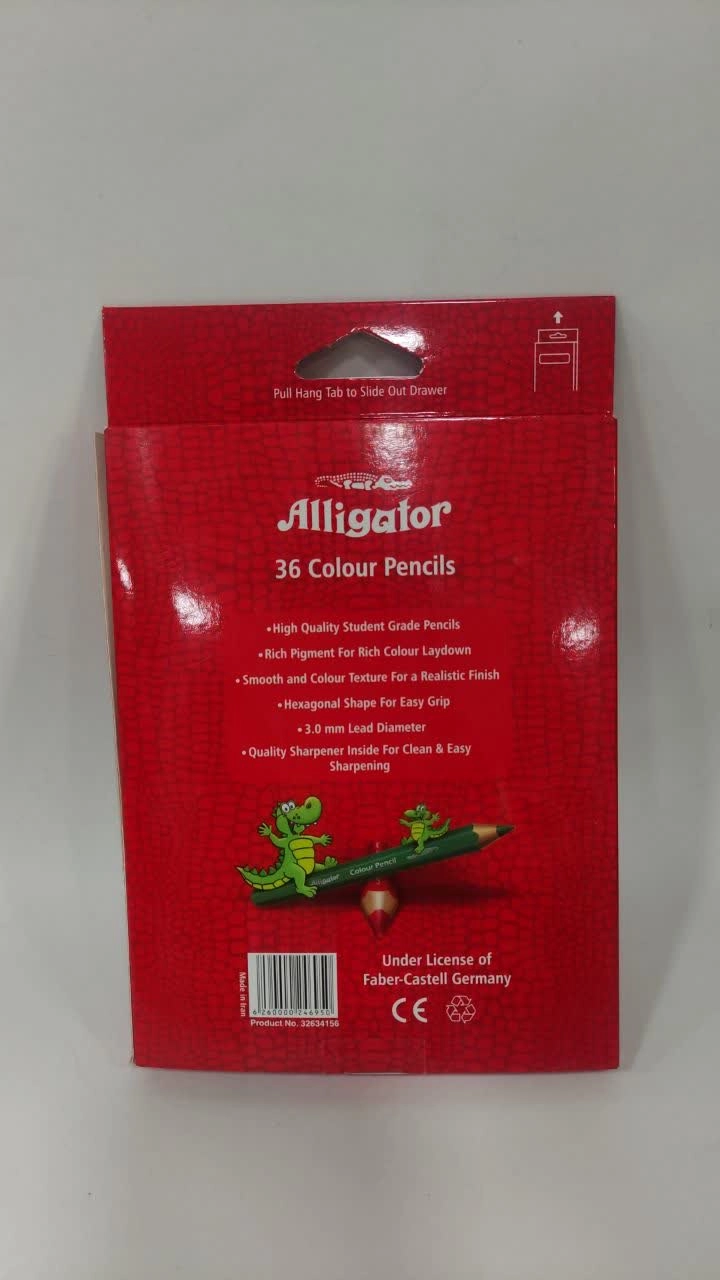 Pull Hang Tab to Slide Out Drawer
Alligator
36 Colour Pencils
•High Quality Student Grade Pencils
•Rich Pigment For Rich Colour Laydown
•Smooth and Colour Texture For a Realistic Finish
•Hexagonal Shape For Easy Grip
•3.0 mm Lead Diameter
•Quality Sharpener Inside For Clean & Easy
Sharpening
Alligator Colour Pencil
Made in Iran
6260000246950
Product No. 32634156
Under License of
Faber-Castell Germany
CE